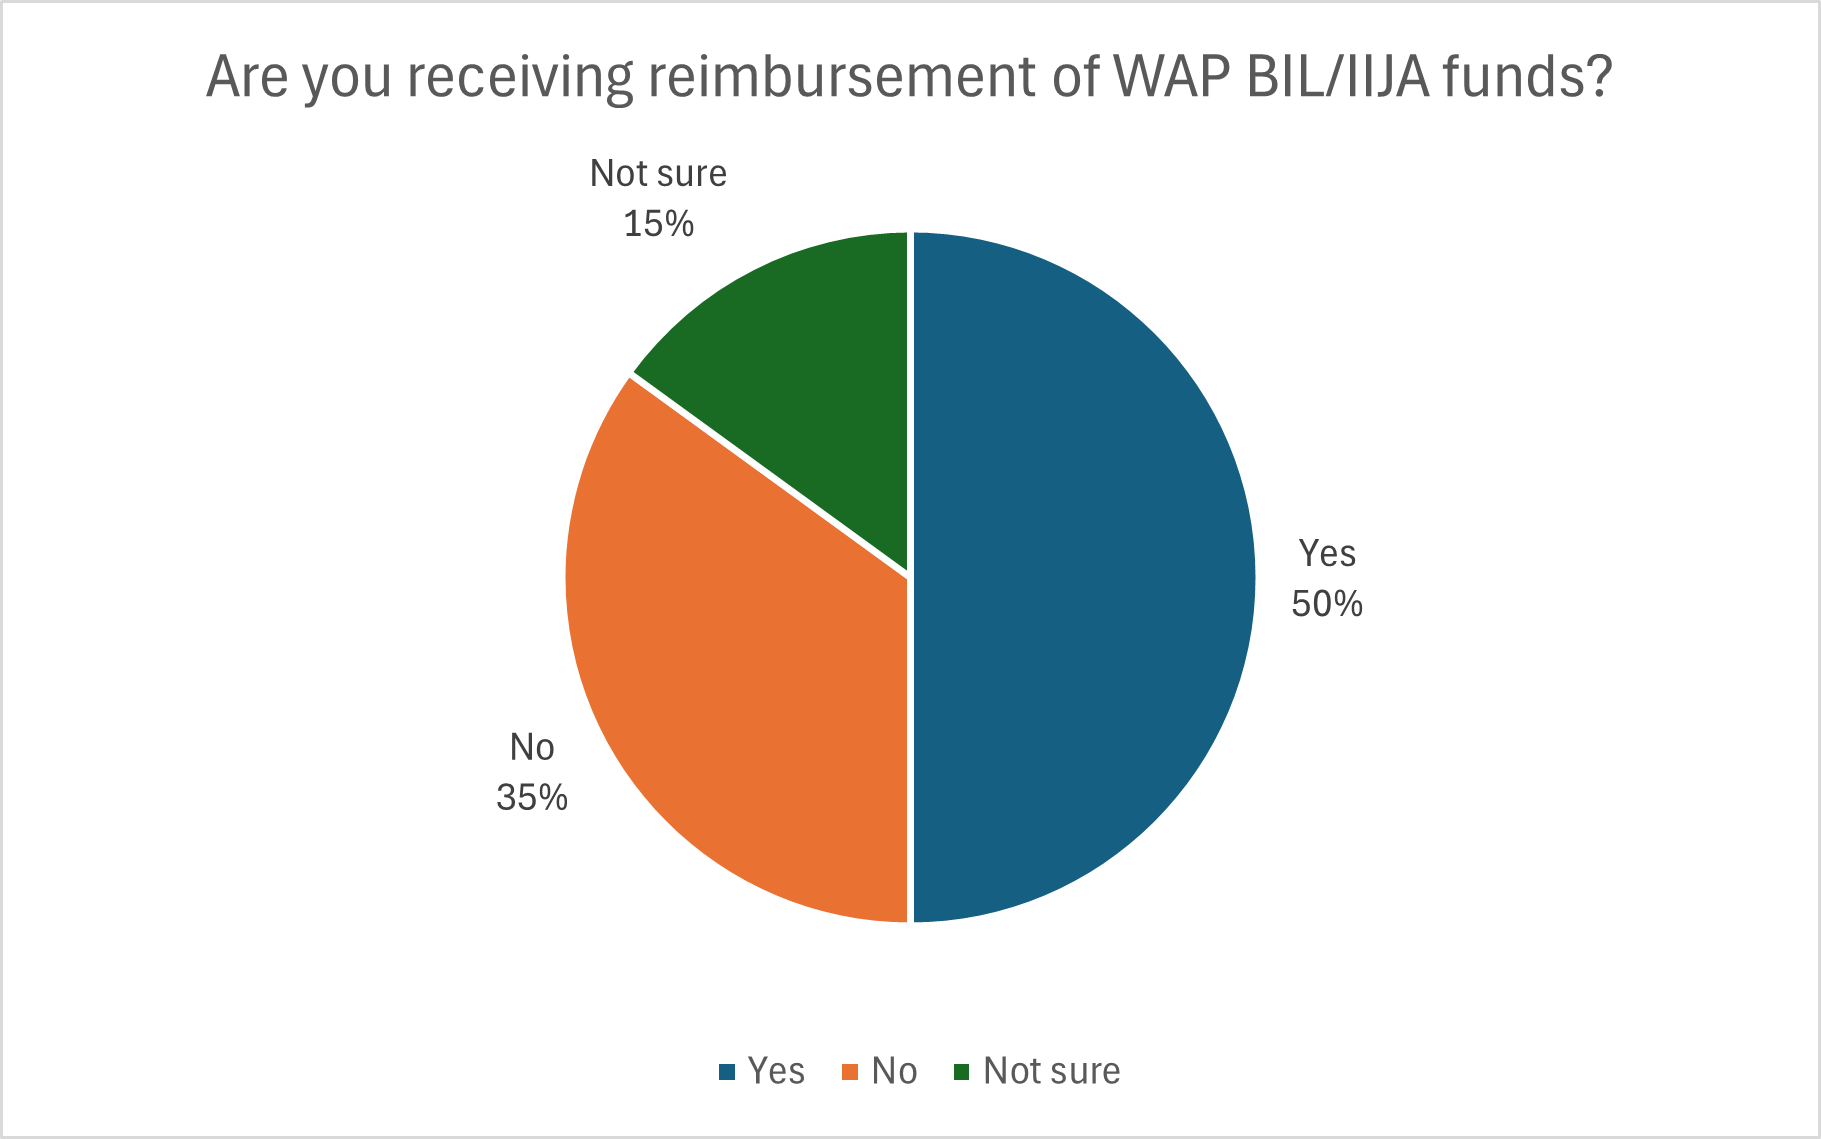 Are you receiving reimbursement of WAP BIL/IIJA funds?
Not sure
15%
Yes
50%
No
35%
Yes No Not sure